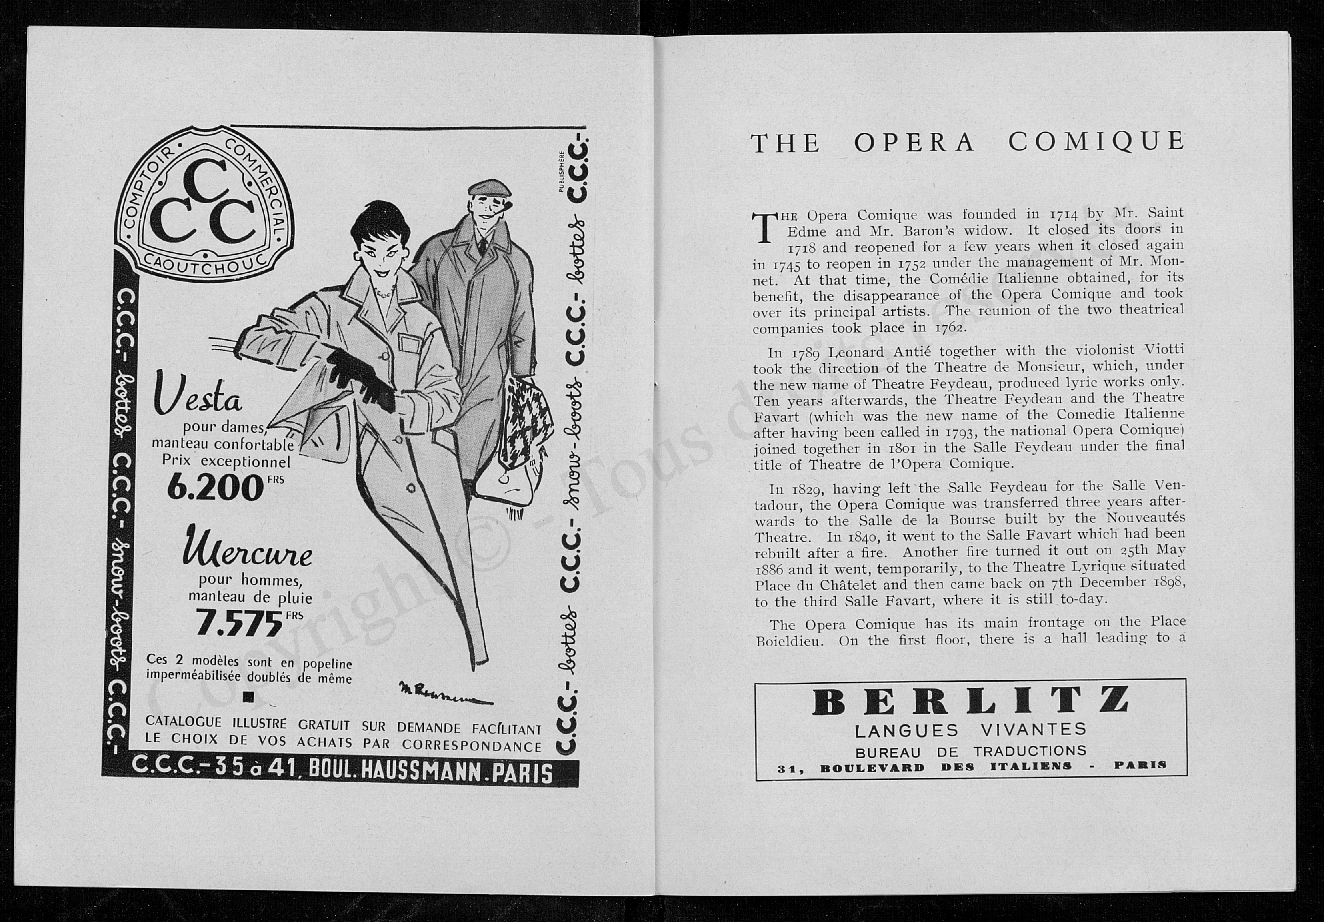 COMPTOIR · COMMERCIAL · CAOUTCHOUC
C
C C
PUBLISPHÈRE
C.C.C.- bottes C.C.C.- snow-boots C.C.C.-
C.C.C.- bottes C.C.C.- snow-boots C.C.C.- bottes C.C.C.-
Vesta
pour dames,
manteau confortable
Prix exceptionnel
6.200 FRS
Mercure
pour hommes,
manteau de pluie
7.575 FRS
Ces 2 modèles sont en popeline
imperméabilisée doublés de même
CATALOGUE ILLUSTRÉ GRATUIT SUR DEMANDE FACILITANT
LE CHOIX DE VOS ACHATS PAR CORRESPONDANCE
C.C.C.-35 à 41, BOUL. HAUSSMANN.PARIS
THE OPERA COMIQUE
THE Opera Comique was founded in 1714 by Mr. Saint
Edme and Mr. Baron's widow. It closed its doors in
1718 and reopened for a few years when it closed again
in 1745 to reopen in 1752 under the management of Mr. Mon-
net. At that time, the Comédie Italienne obtained, for its
benefit, the disappearance of the Opera Comique and took
over its principal artists. The reunion of the two theatrical
companies took place in 1762.
In 1789 Leonard Antié together with the violonist Viotti
took the direction of the Theatre de Monsieur, which, under
the new name of Theatre Feydeau, produced lyric works only.
Ten years afterwards, the Theatre Feydeau and the Theatre
Favart (which was the new name of the Comedie Italienne
after having been called in 1793, the national Opera Comique)
joined together in 1801 in the Salle Feydeau under the final
title of Theatre de l'Opera Comique.
In 1829, having left the Salle Feydeau for the Salle Ven-
tadour, the Opera Comique was transferred three years after-
wards to the Salle de la Bourse built by the Nouveautés
Theatre. In 1840, it went to the Salle Favart which had been
rebuilt after a fire. Another fire turned it out on 25th May
1886 and it went, temporarily, to the Theatre Lyrique situated
Place du Châtelet and then came back on 7th December 1898,
to the third Salle Favart, where it is still to-day.
The Opera Comique has its main frontage on the Place
Boieldieu. On the first floor, there is a hall leading to a
BERLITZ
LANGUES VIVANTES
BUREAU DE TRADUCTIONS
31, BOULEVARD DES ITALIENS - PARIS